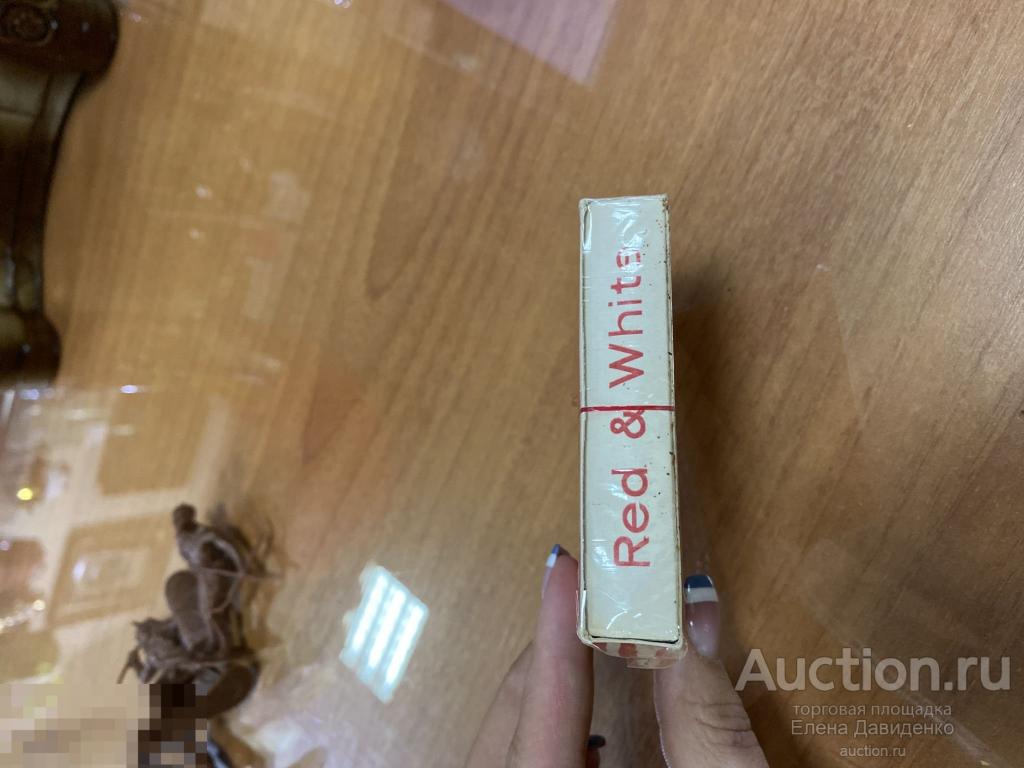 Red & White
Auction.ru
торговая площадка
Елена Давиденко
auction.ru